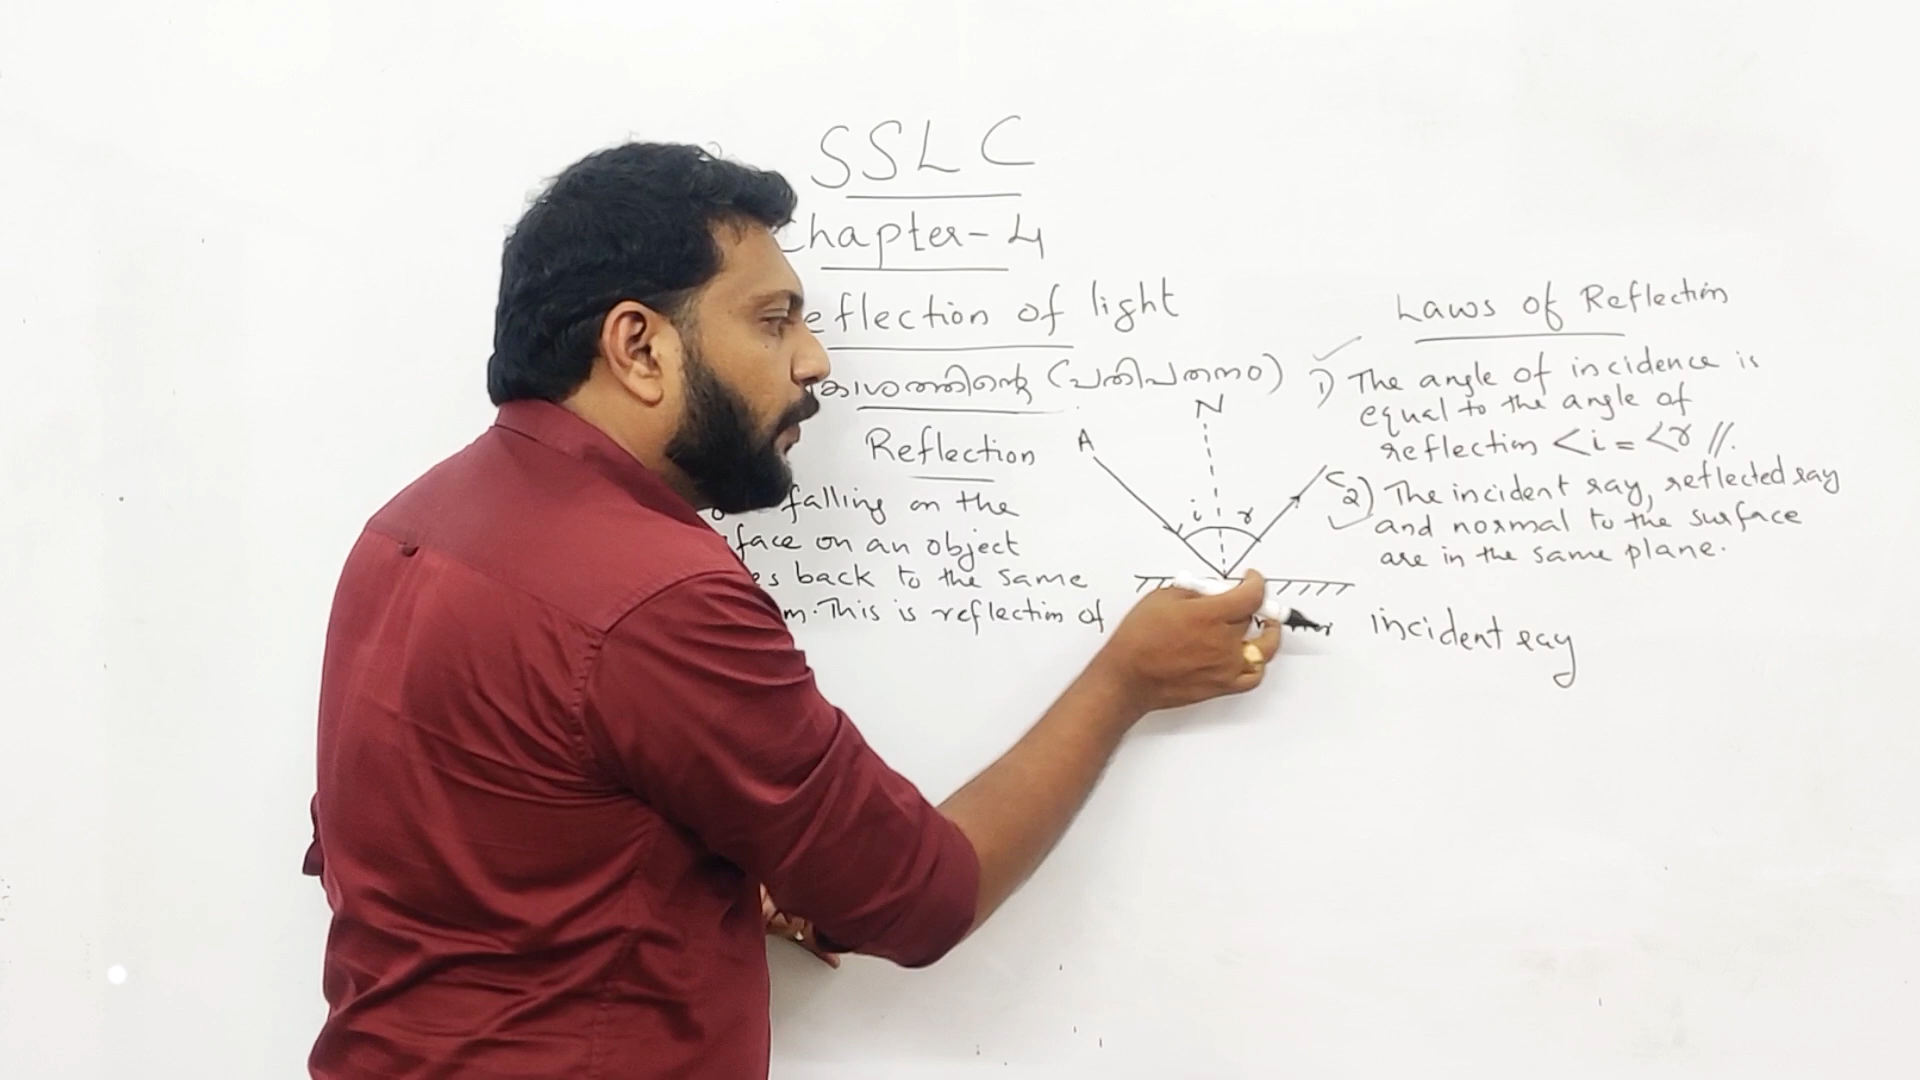 SSLC
Chapter-4
eflection of light
കാശത്തിന്റെ (പ്രതിപതനം)
Reflection
falling on the
face on an object
s back to the same
m. This is reflection of
A
N
i
r
Laws of Reflection
1) The angle of incidence is
equal to the angle of
reflection <i = <r //.
2) The incident ray, reflected ray
and normal to the surface
are in the same plane.
incident ray